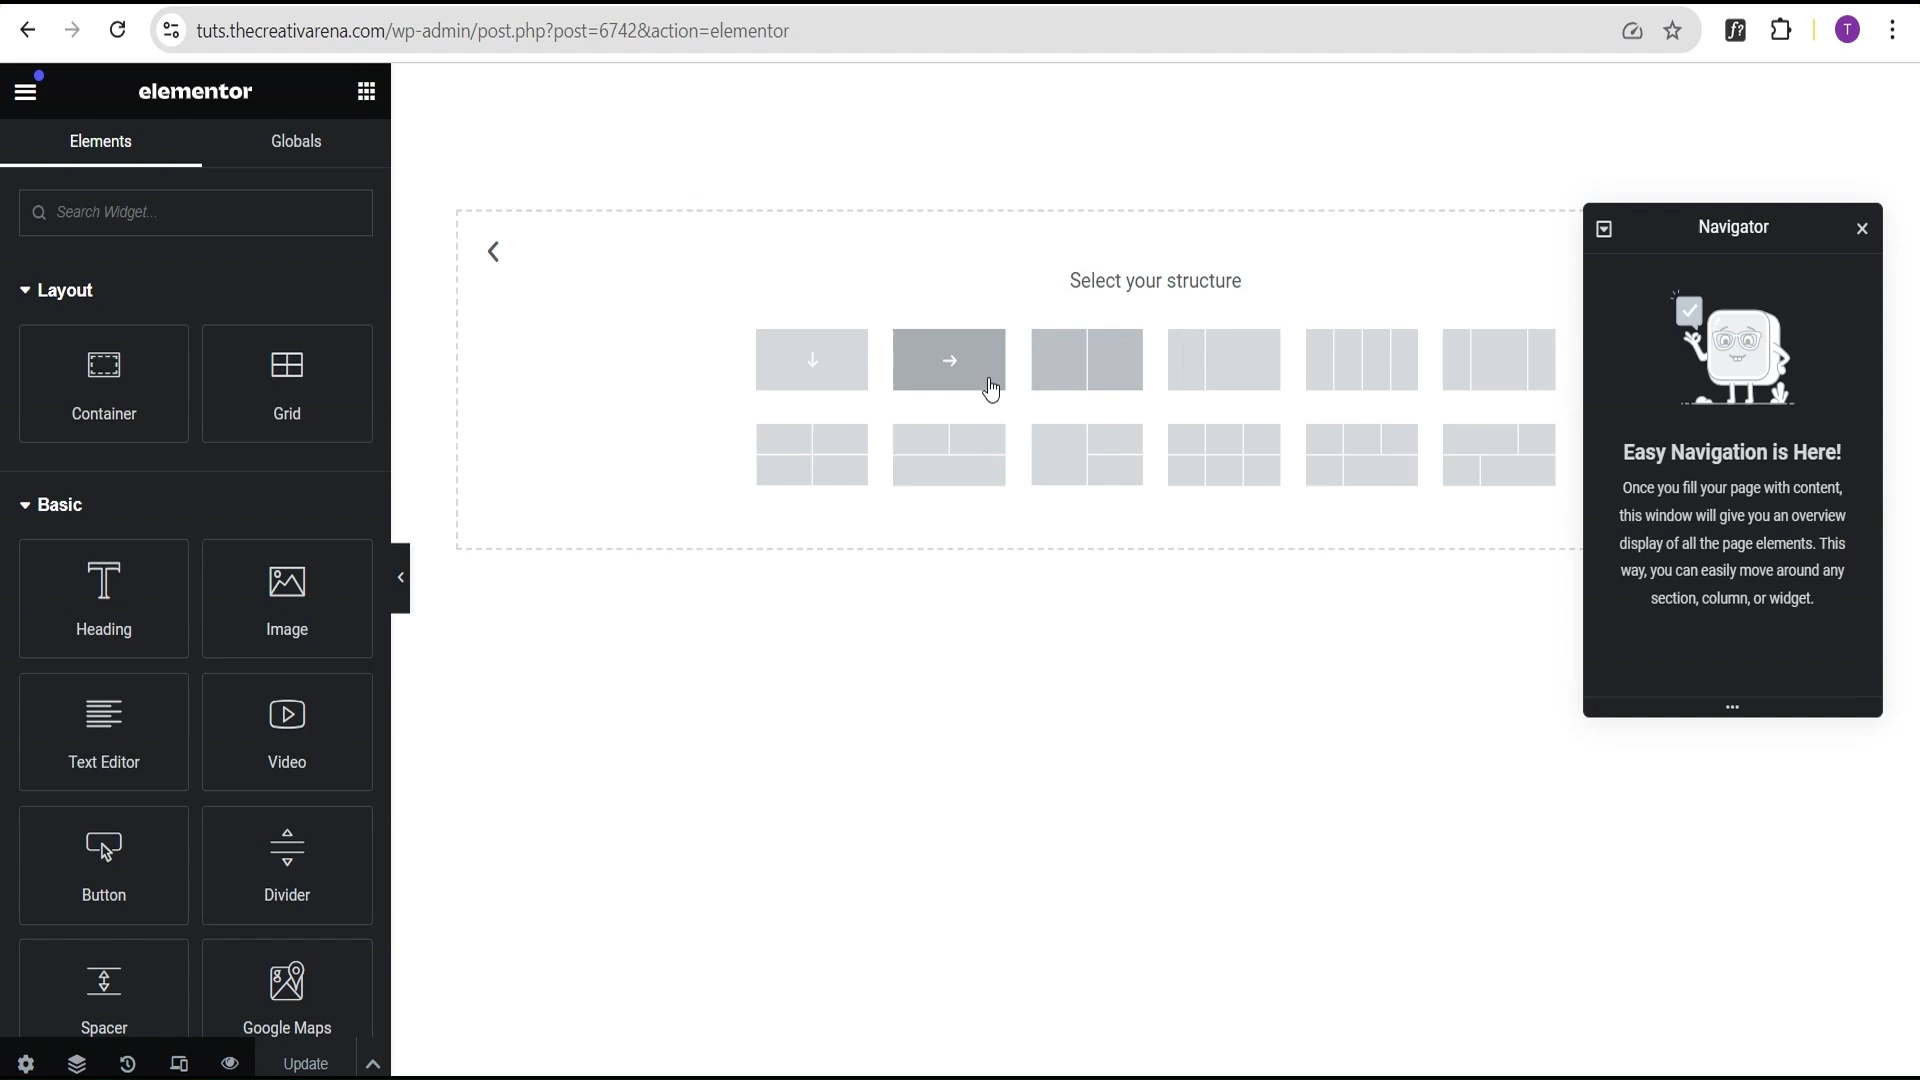 tuts.thecreativarena.com/wp-admin/post.php?post=6742&action=elementor
f?
T
elementor
Elements
Globals
Search Widget...
Layout
Container
Grid
Basic
Heading
Image
Text Editor
Video
Button
Divider
Spacer
Google Maps
Update
Select your structure
Navigator
Easy Navigation is Here!
Once you fill your page with content,
this window will give you an overview
display of all the page elements. This
way, you can easily move around any
section, column, or widget.